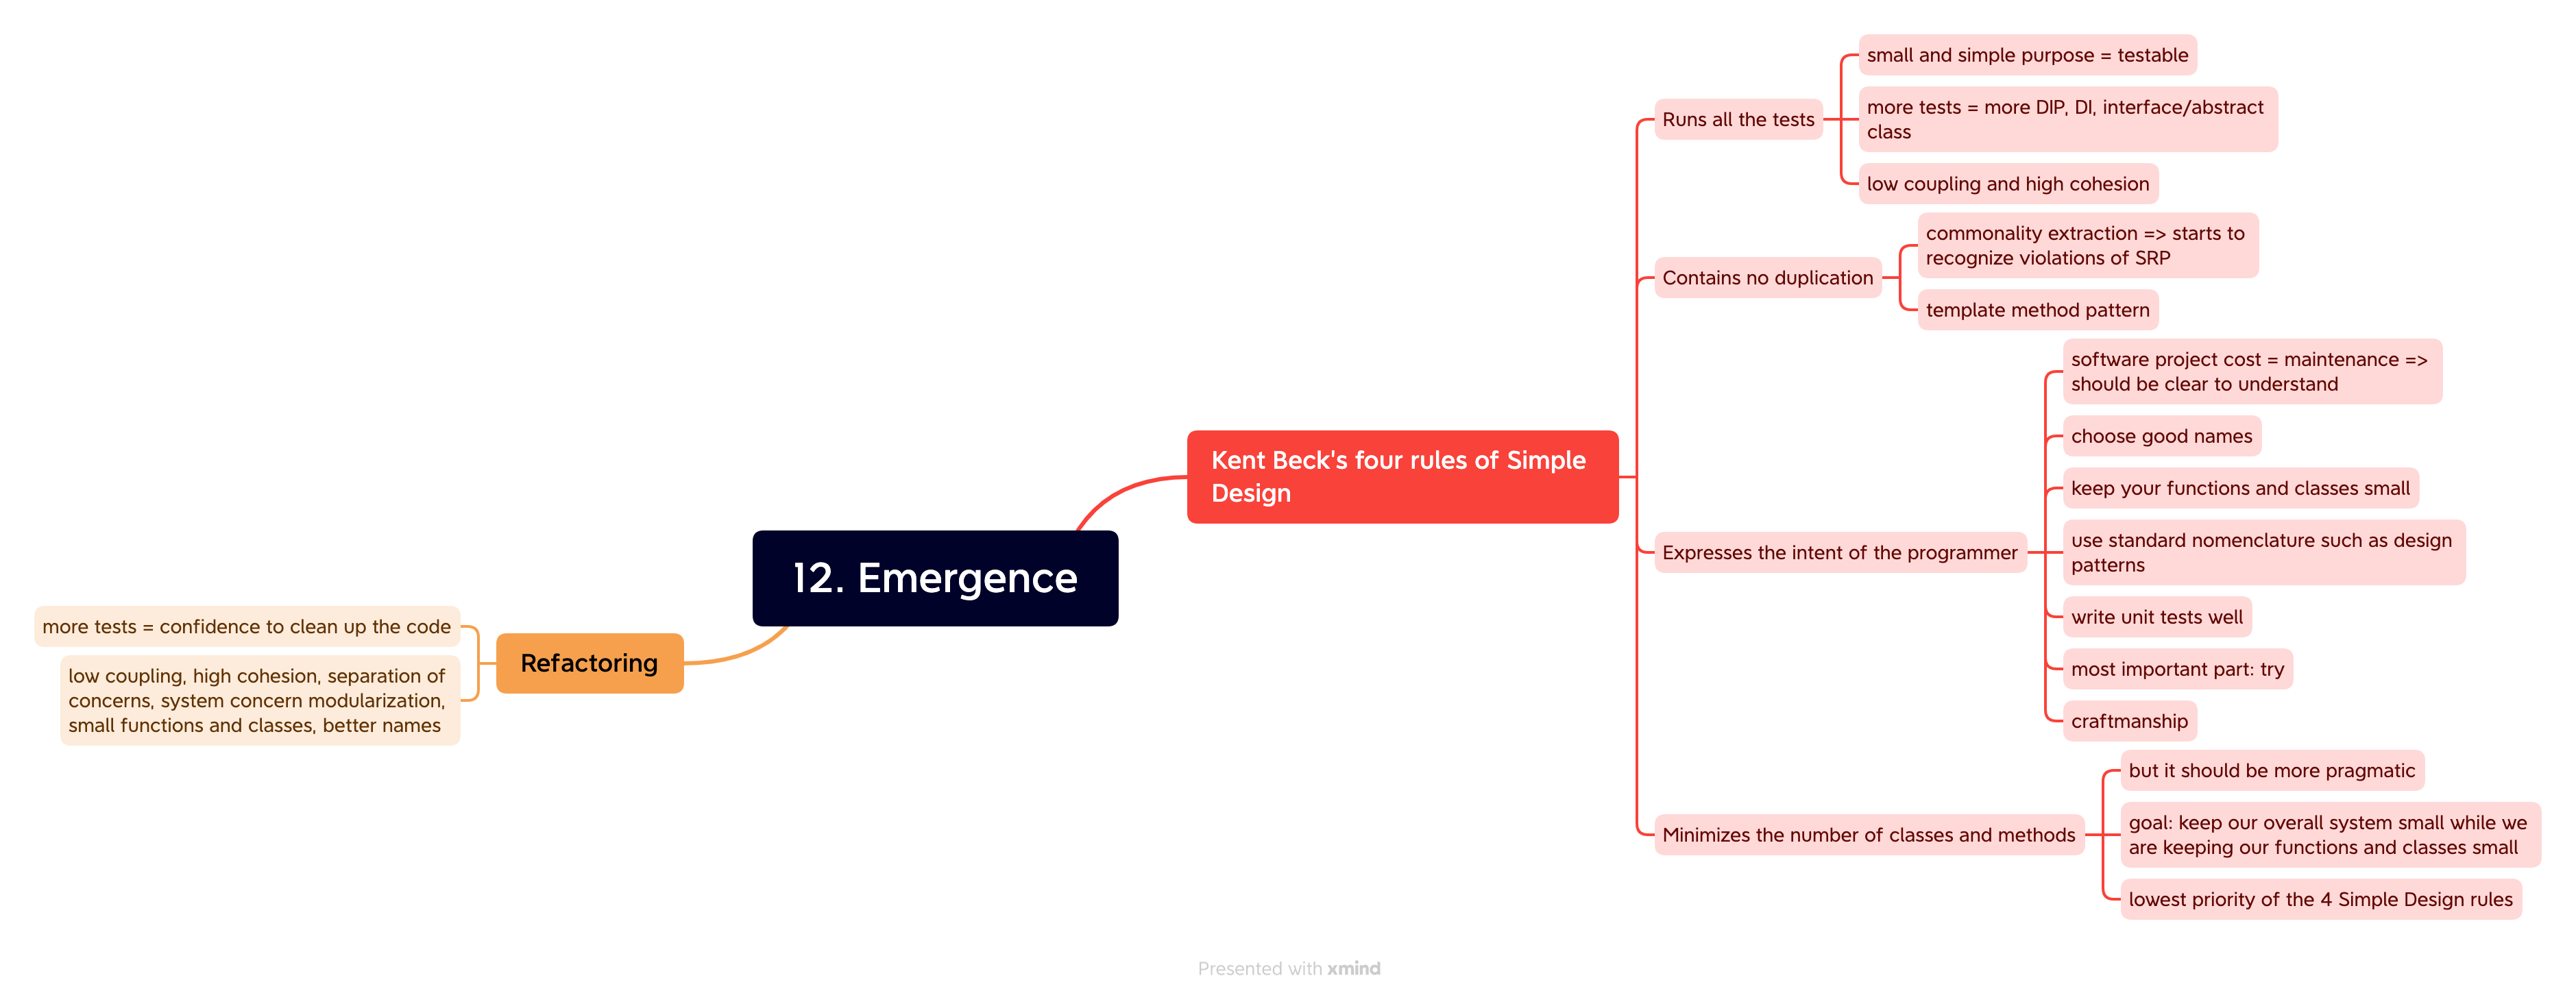 12. Emergence
Kent Beck's four rules of Simple
Design
Runs all the tests
small and simple purpose = testable
more tests = more DIP, DI, interface/abstract
class
low coupling and high cohesion
Contains no duplication
commonality extraction => starts to
recognize violations of SRP
template method pattern
Expresses the intent of the programmer
software project cost = maintenance =>
should be clear to understand
choose good names
keep your functions and classes small
use standard nomenclature such as design
patterns
write unit tests well
most important part: try
craftmanship
Minimizes the number of classes and methods
but it should be more pragmatic
goal: keep our overall system small while we
are keeping our functions and classes small
lowest priority of the 4 Simple Design rules
Refactoring
more tests = confidence to clean up the code
low coupling, high cohesion, separation of
concerns, system concern modularization,
small functions and classes, better names
Presented with xmind